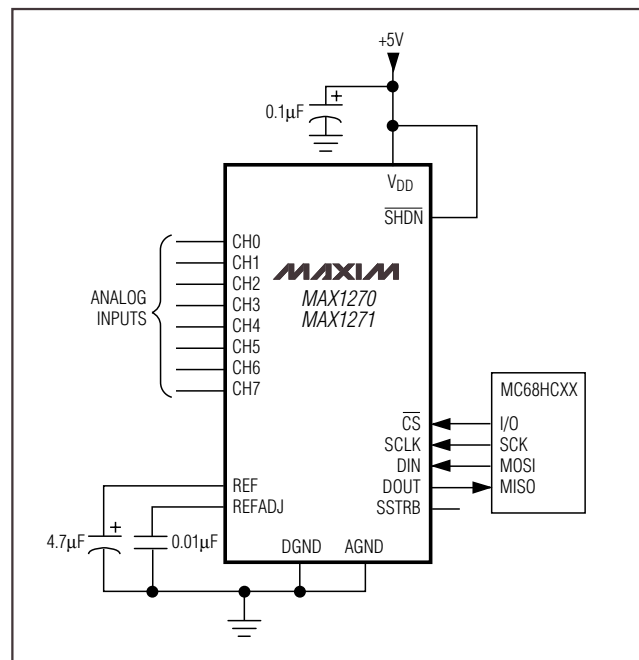 +5V
0.1µF
+
VDD
SHDN
CH0
CH1
CH2
CH3
CH4
CH5
CH6
CH7
ANALOG
INPUTS
MAXIM
MAX1270
MAX1271
MC68HCXX
CS
I/O
SCLK
SCK
DIN
MOSI
DOUT
MISO
SSTRB
REF
REFADJ
4.7µF
+
0.01µF
DGND
AGND